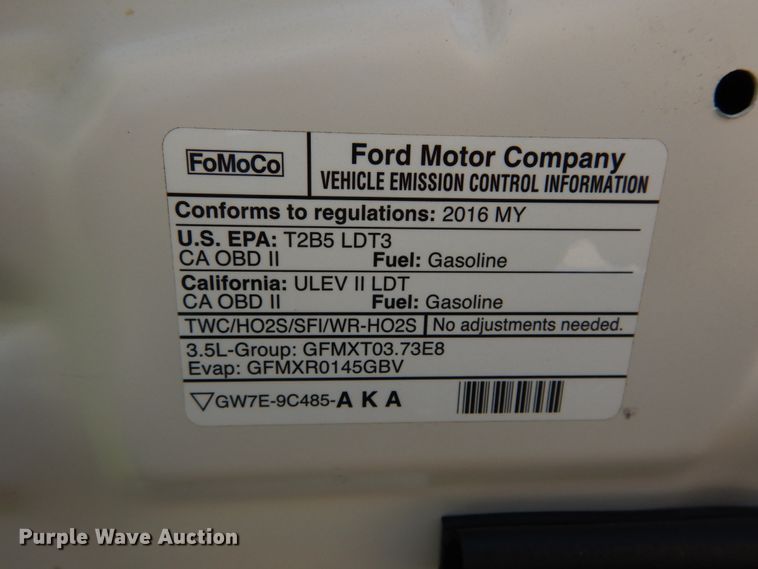 FoMoCo
Ford Motor Company
VEHICLE EMISSION CONTROL INFORMATION
Conforms to regulations: 2016 MY
U.S. EPA: T2B5 LDT3
CA OBD II Fuel: Gasoline
California: ULEV II LDT
CA OBD II Fuel: Gasoline
TWC/HO2S/SFI/WR-HO2S No adjustments needed.
3.5L-Group: GFMXT03.73E8
Evap: GFMXR0145GBV
GW7E-9C485-A K A
Purple Wave Auction